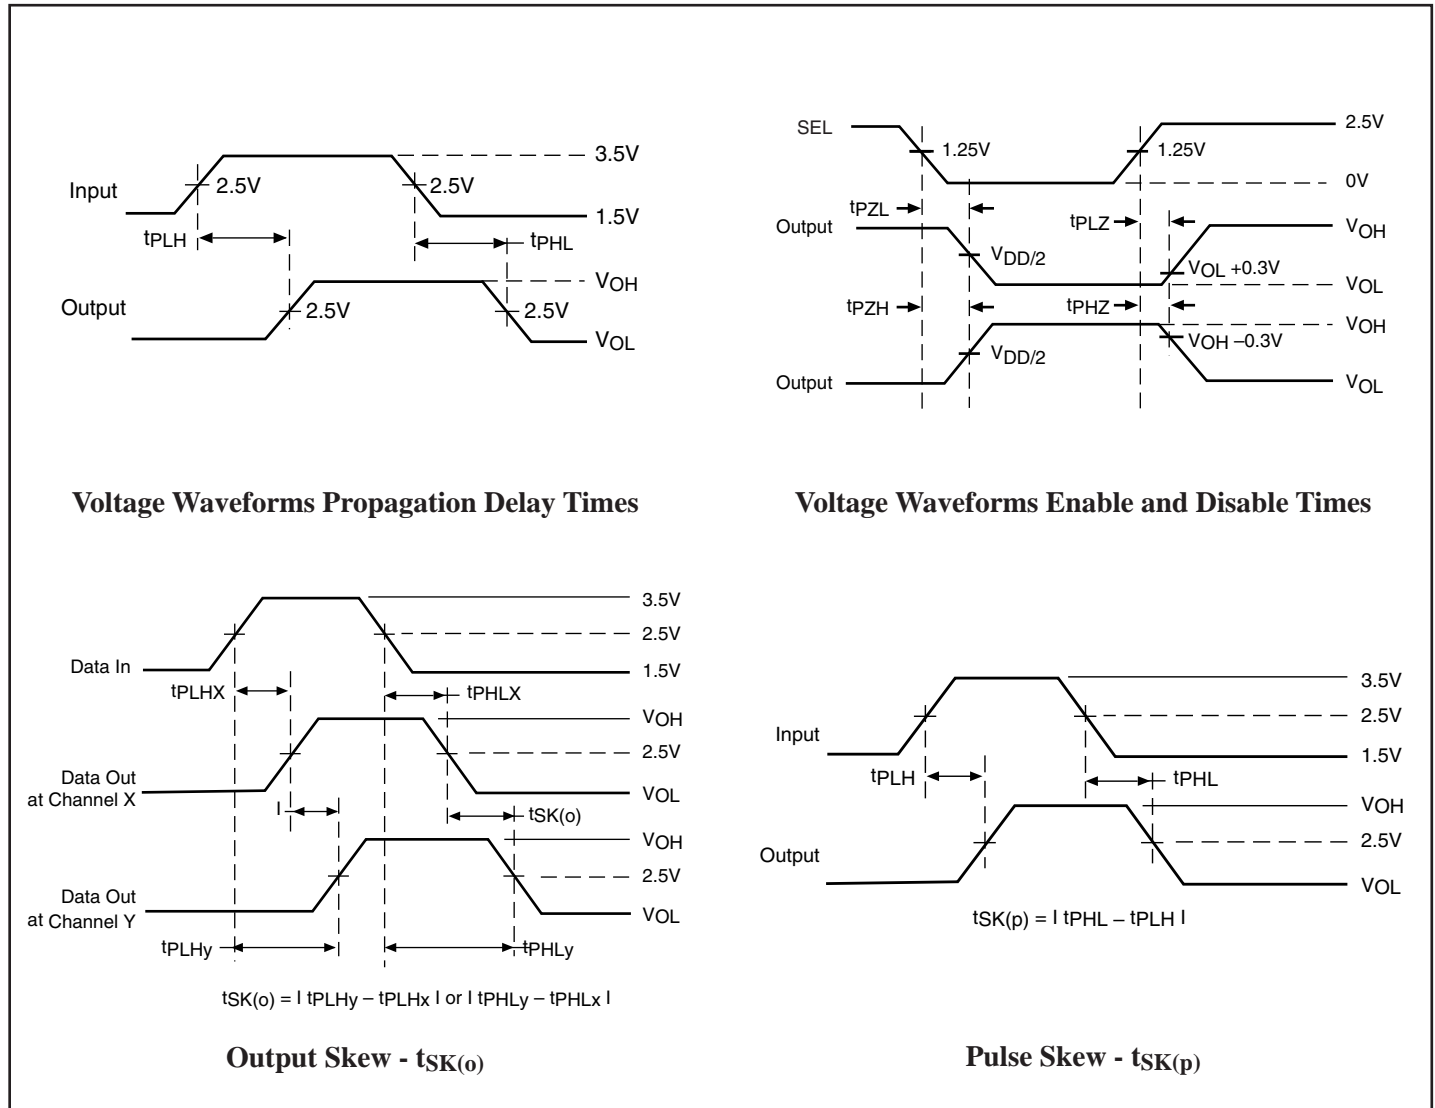 3.5V
2.5V
2.5V
Input
1.5V
tPLH
tPHL
VOH
Output
2.5V
2.5V
VOL
Voltage Waveforms Propagation Delay Times
SEL
2.5V
1.25V
1.25V
0V
tPZL
tPLZ
Output
VOH
VDD/2
VOL +0.3V
VOL
tPZH
tPHZ
VOH
VDD/2
VOH –0.3V
Output
VOL
Voltage Waveforms Enable and Disable Times
3.5V
2.5V
Data In
1.5V
tPLHX
tPHLX
VOH
2.5V
Data Out
at Channel X
VOL
tSK(o)
VOH
2.5V
Data Out
at Channel Y
VOL
tPLHy
tPHLy
tSK(o) = I tPLHy – tPLHx I or I tPHLy – tPHLx I
Output Skew - tSK(o)
3.5V
2.5V
Input
1.5V
tPLH
tPHL
VOH
2.5V
Output
VOL
tSK(p) = I tPHL – tPLH I
Pulse Skew - tSK(p)